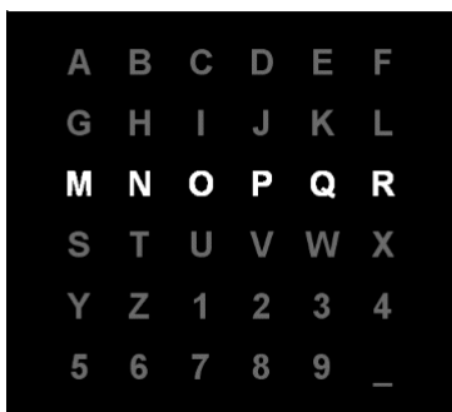 A B C D E F
G H I J K L
M N O P Q R
S T U V W X
Y Z 1 2 3 4
5 6 7 8 9 _